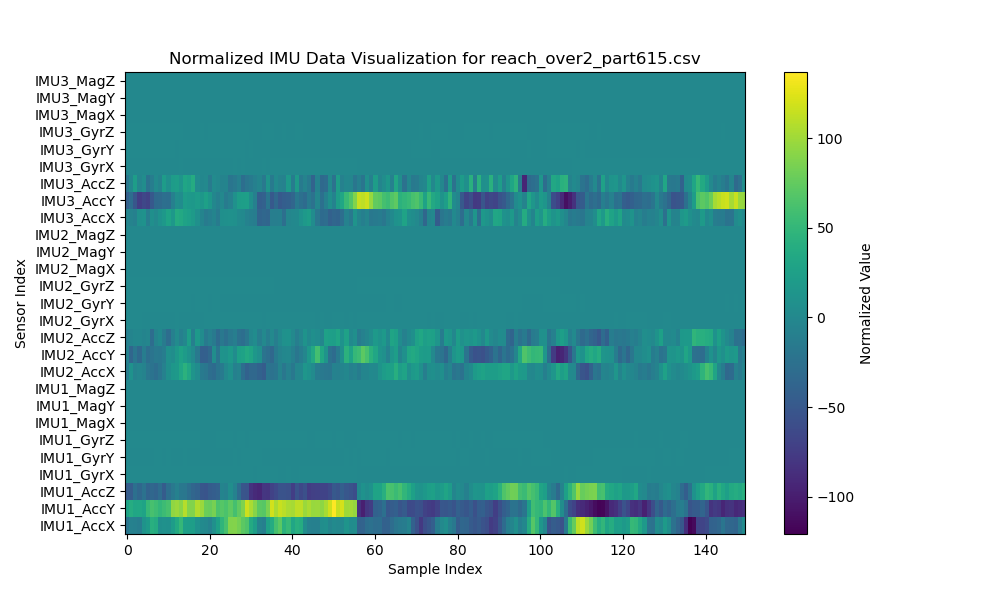 Normalized IMU Data Visualization for reach_over2_part615.csv
Sensor Index
IMU3_MagZ
IMU3_MagY
IMU3_MagX
IMU3_GyrZ
IMU3_GyrY
IMU3_GyrX
IMU3_AccZ
IMU3_AccY
IMU3_AccX
IMU2_MagZ
IMU2_MagY
IMU2_MagX
IMU2_GyrZ
IMU2_GyrY
IMU2_GyrX
IMU2_AccZ
IMU2_AccY
IMU2_AccX
IMU1_MagZ
IMU1_MagY
IMU1_MagX
IMU1_GyrZ
IMU1_GyrY
IMU1_GyrX
IMU1_AccZ
IMU1_AccY
IMU1_AccX
0 20 40 60 80 100 120 140
Sample Index
100
50
0
−50
−100
Normalized Value